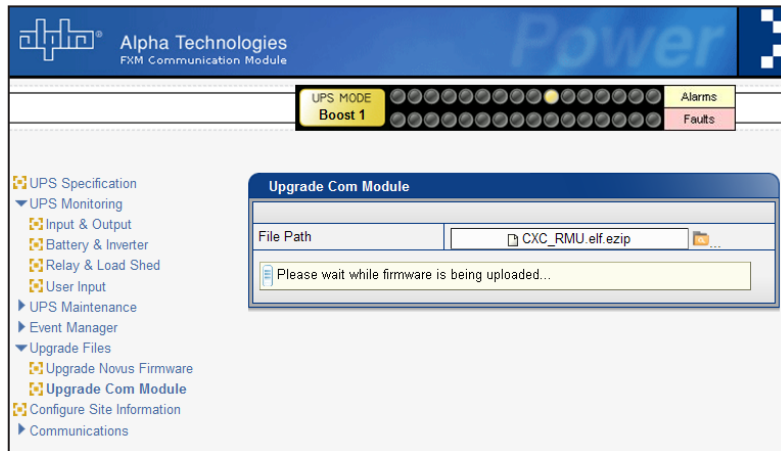 alpha®
Alpha Technologies
FXM Communication Module
Power
UPS MODE
Boost 1
Alarms
Faults
UPS Specification
UPS Monitoring
Input & Output
Battery & Inverter
Relay & Load Shed
User Input
UPS Maintenance
Event Manager
Upgrade Files
Upgrade Novus Firmware
Upgrade Com Module
Configure Site Information
Communications
Upgrade Com Module
File Path
CXC_RMU.elf.ezip
...
Please wait while firmware is being uploaded...